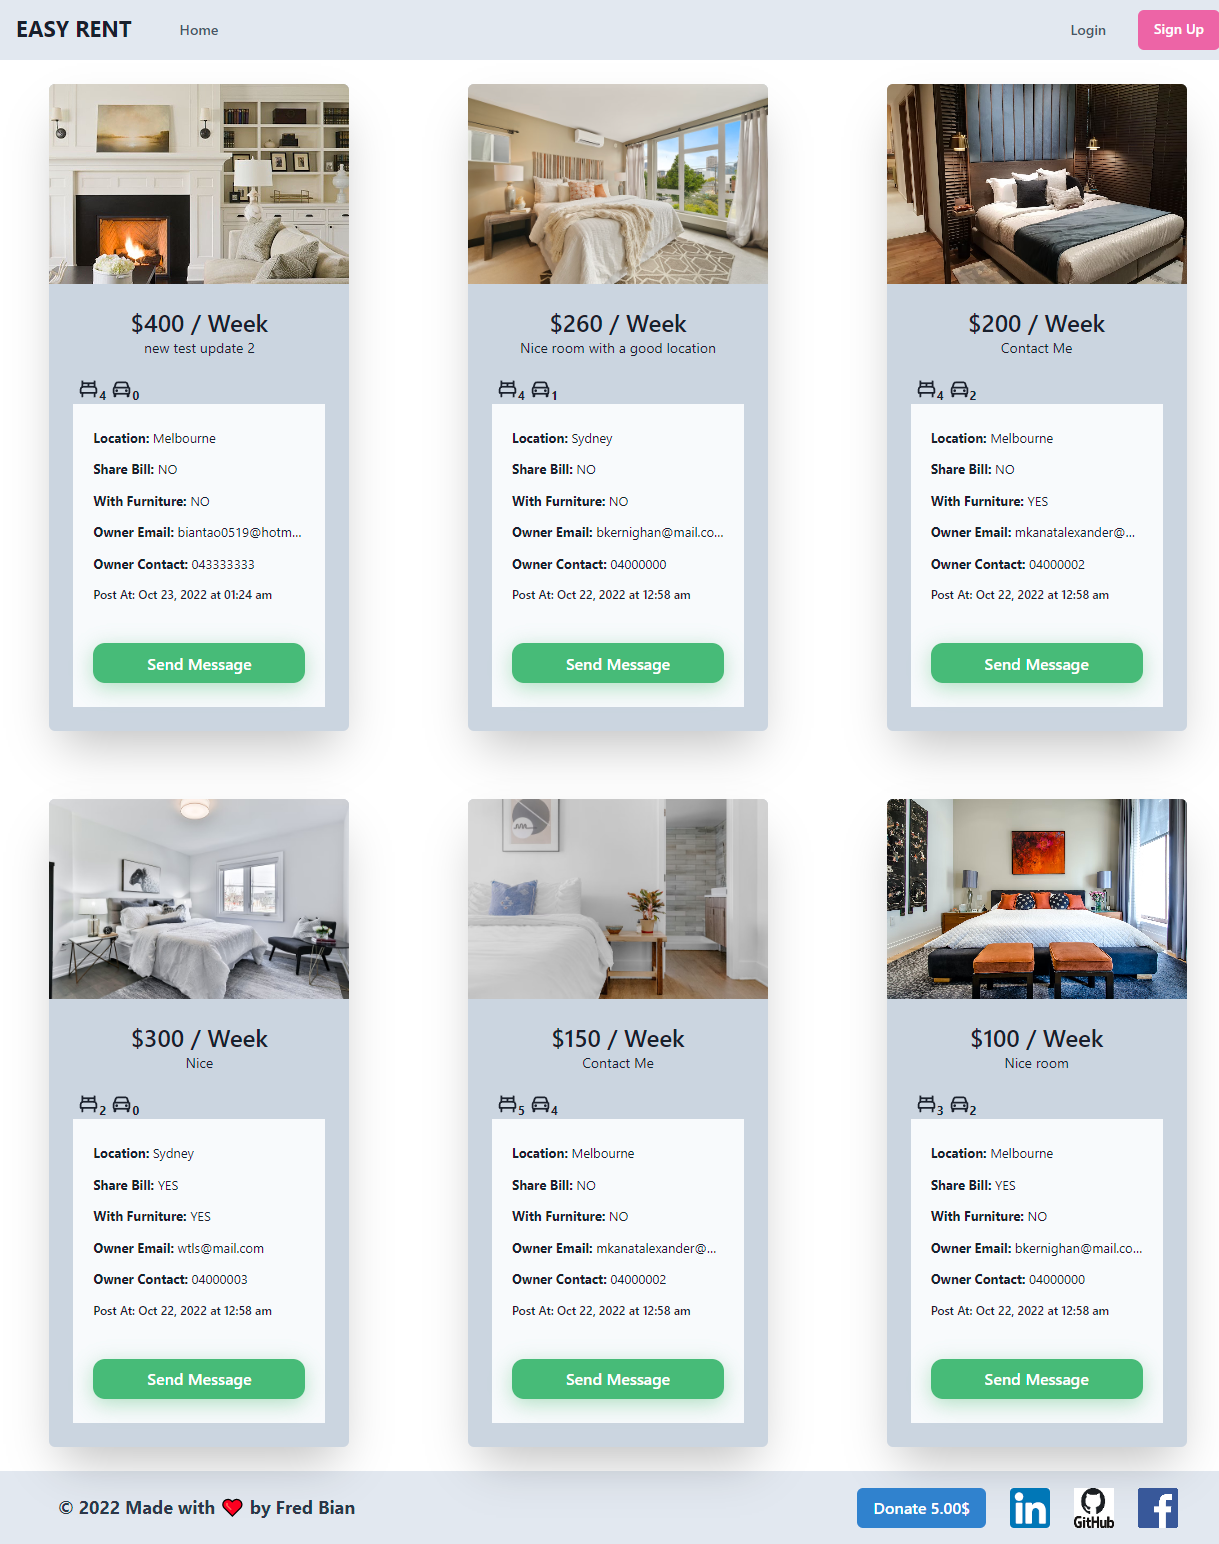 EASY RENT
Home
Login
Sign Up
$400 / Week
new test update 2
4 0
Location: Melbourne
Share Bill: NO
With Furniture: NO
Owner Email: biantao0519@hotm...
Owner Contact: 043333333
Post At: Oct 23, 2022 at 01:24 am
Send Message
$260 / Week
Nice room with a good location
4 1
Location: Sydney
Share Bill: NO
With Furniture: NO
Owner Email: bkernighan@mail.co...
Owner Contact: 04000000
Post At: Oct 22, 2022 at 12:58 am
Send Message
$200 / Week
Contact Me
4 2
Location: Melbourne
Share Bill: NO
With Furniture: YES
Owner Email: mkanatalexander@...
Owner Contact: 04000002
Post At: Oct 22, 2022 at 12:58 am
Send Message
$300 / Week
Nice
2 0
Location: Sydney
Share Bill: YES
With Furniture: YES
Owner Email: wtls@mail.com
Owner Contact: 04000003
Post At: Oct 22, 2022 at 12:58 am
Send Message
$150 / Week
Contact Me
5 4
Location: Melbourne
Share Bill: NO
With Furniture: NO
Owner Email: mkanatalexander@...
Owner Contact: 04000002
Post At: Oct 22, 2022 at 12:58 am
Send Message
$100 / Week
Nice room
3 2
Location: Melbourne
Share Bill: YES
With Furniture: NO
Owner Email: bkernighan@mail.co...
Owner Contact: 04000000
Post At: Oct 22, 2022 at 12:58 am
Send Message
© 2022 Made with ❤ by Fred Bian
Donate 5.00$
in
GitHub
f